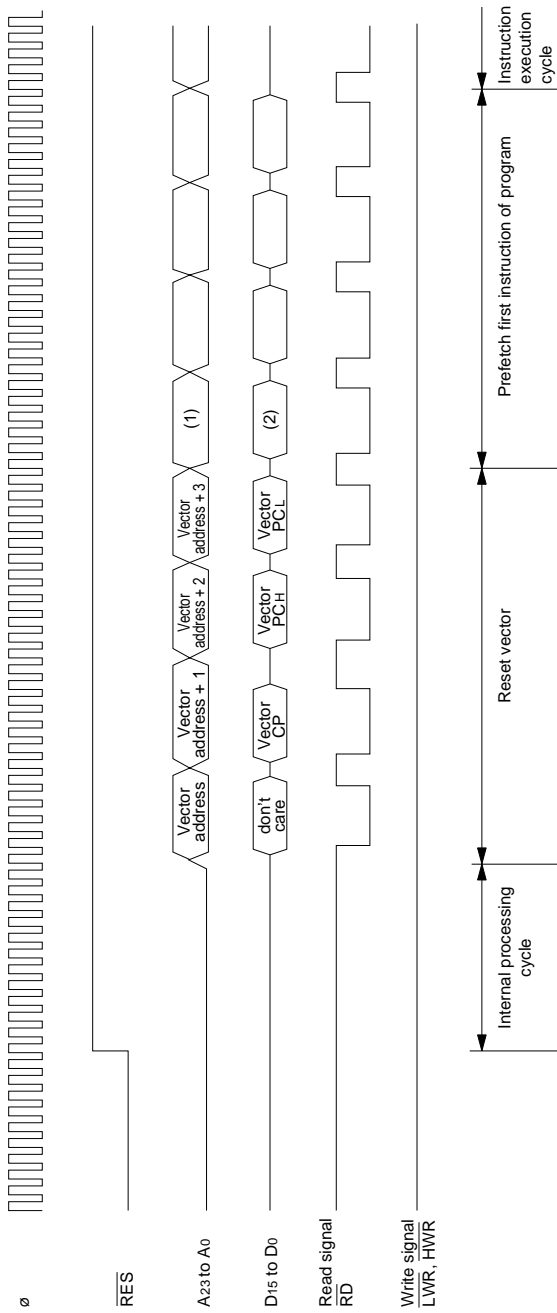 ø
RES
A23 to A0
Vector
address
Vector
address + 1
Vector
address + 2
Vector
address + 3
(1)
D15 to D0
don't
care
Vector
CP
Vector
PCH
Vector
PCL
(2)
Read signal
RD
Write signal
LWR, HWR
Internal processing
cycle
Reset vector
Prefetch first instruction of program
Instruction
execution
cycle